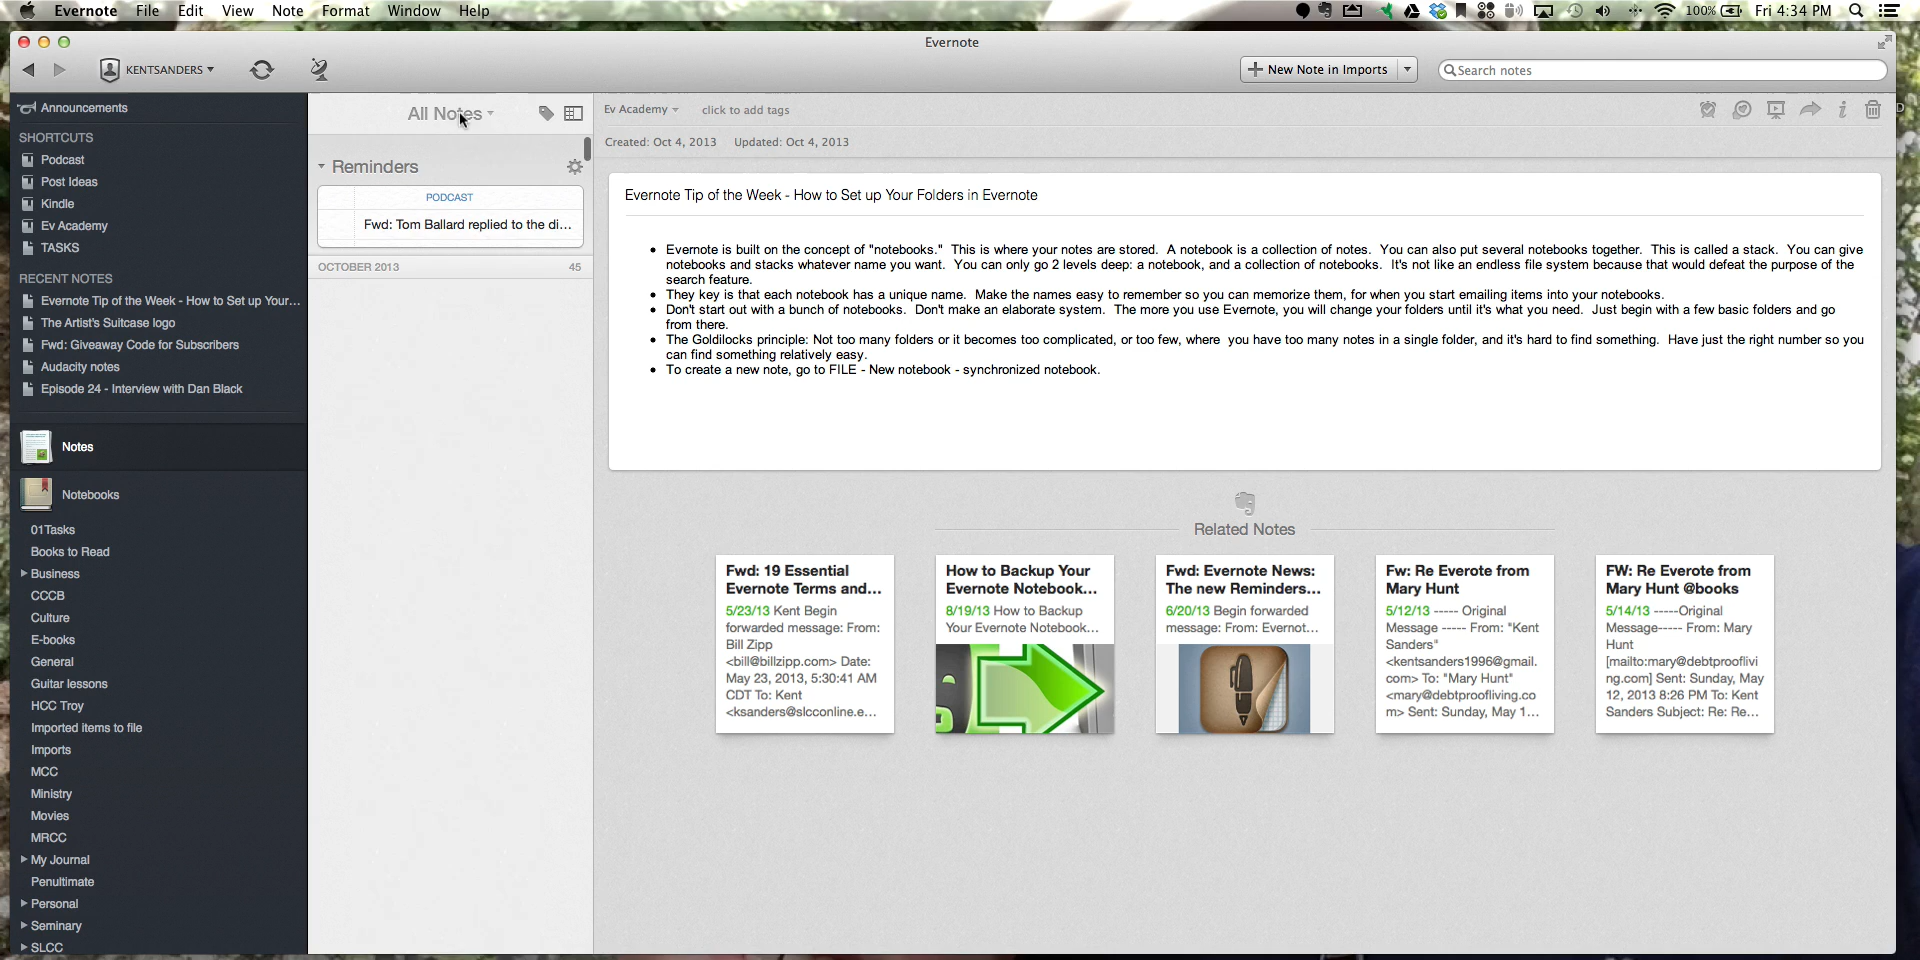 Evernote File Edit View Note Format Window Help
100% Fri 4:34 PM
Evernote
KENTSANDERS
New Note in Imports
Search notes
Announcements
SHORTCUTS
Podcast
Post Ideas
Kindle
Ev Academy
TASKS
RECENT NOTES
Evernote Tip of the Week - How to Set up Your...
The Artist's Suitcase logo
Fwd: Giveaway Code for Subscribers
Audacity notes
Episode 24 - Interview with Dan Black
Notes
Notebooks
01Tasks
Books to Read
Business
CCCB
Culture
E-books
General
Guitar lessons
HCC Troy
Imported items to file
Imports
MCC
Ministry
Movies
MRCC
My Journal
Penultimate
Personal
Seminary
SLCC
All Notes
Reminders
PODCAST
Fwd: Tom Ballard replied to the di...
OCTOBER 2013 45
Ev Academy click to add tags
Created: Oct 4, 2013 Updated: Oct 4, 2013
Evernote Tip of the Week - How to Set up Your Folders in Evernote
• Evernote is built on the concept of "notebooks." This is where your notes are stored. A notebook is a collection of notes. You can also put several notebooks together. This is called a stack. You can give
notebooks and stacks whatever name you want. You can only go 2 levels deep: a notebook, and a collection of notebooks. It's not like an endless file system because that would defeat the purpose of the
search feature.
• They key is that each notebook has a unique name. Make the names easy to remember so you can memorize them, for when you start emailing items into your notebooks.
• Don't start out with a bunch of notebooks. Don't make an elaborate system. The more you use Evernote, you will change your folders until it's what you need. Just begin with a few basic folders and go
from there.
• The Goldilocks principle: Not too many folders or it becomes too complicated, or too few, where you have too many notes in a single folder, and it's hard to find something. Have just the right number so you
can find something relatively easy.
• To create a new note, go to FILE - New notebook - synchronized notebook.
Related Notes
Fwd: 19 Essential
Evernote Terms and...
5/23/13 Kent Begin
forwarded message: From:
Bill Zipp
<bill@billzipp.com> Date:
May 23, 2013, 5:30:41 AM
CDT To: Kent
<ksanders@slcconline.e...
How to Backup Your
Evernote Notebook...
8/19/13 How to Backup
Your Evernote Notebook...
Fwd: Evernote News:
The new Reminders...
6/20/13 Begin forwarded
message: From: Evernot...
Fw: Re Everote from
Mary Hunt
5/12/13 ----- Original
Message ----- From: "Kent
Sanders"
<kentsanders1996@gmail.
com> To: "Mary Hunt"
<mary@debtproofliving.co
m> Sent: Sunday, May 1...
FW: Re Everote from
Mary Hunt @books
5/14/13 -----Original
Message----- From: Mary
Hunt
[mailto:mary@debtprooflivi
ng.com] Sent: Sunday, May
12, 2013 8:26 PM To: Kent
Sanders Subject: Re: Re...